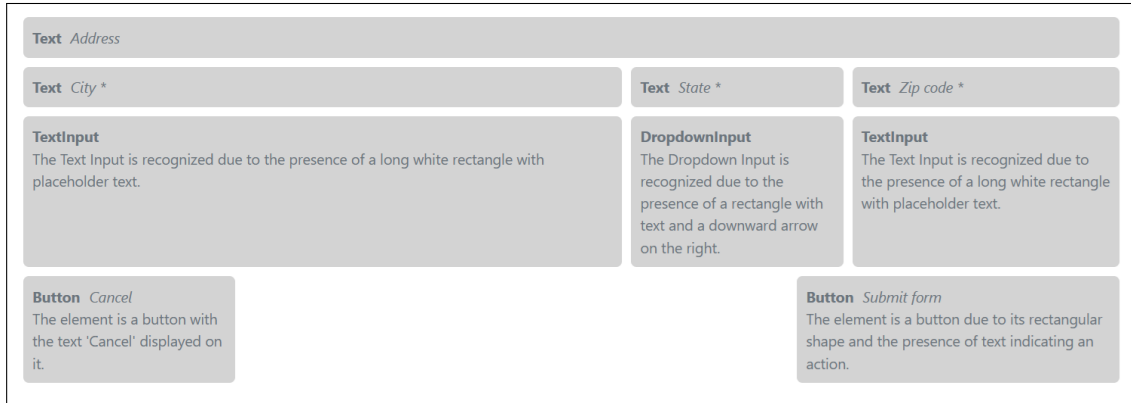 Text Address
Text City *
Text State *
Text Zip code *
TextInput
The Text Input is recognized due to the presence of a long white rectangle with
placeholder text.
DropdownInput
The Dropdown Input is
recognized due to the
presence of a rectangle with
text and a downward arrow
on the right.
TextInput
The Text Input is recognized due to
the presence of a long white rectangle
with placeholder text.
Button Cancel
The element is a button with
the text 'Cancel' displayed on
it.
Button Submit form
The element is a button due to its rectangular
shape and the presence of text indicating an
action.